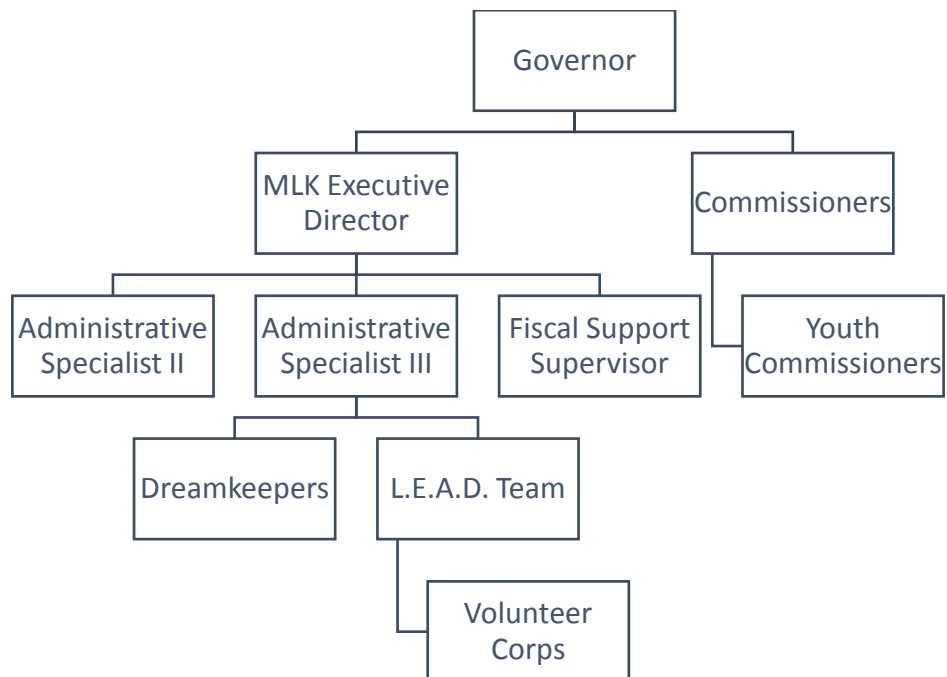 Governor
MLK Executive
Director
Commissioners
Administrative
Specialist II
Administrative
Specialist III
Fiscal Support
Supervisor
Youth
Commissioners
Dreamkeepers
L.E.A.D. Team
Volunteer
Corps